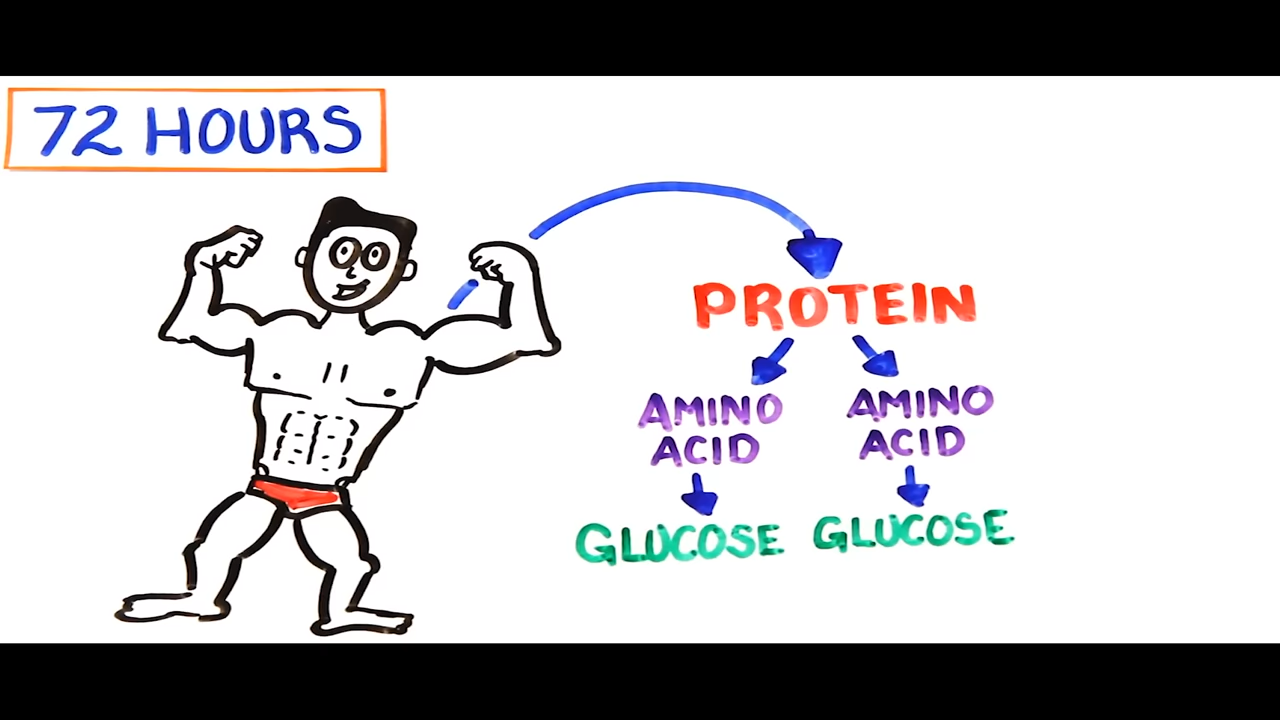 72 HOURS
PROTEIN
AMINO
ACID
AMINO
ACID
GLUCOSE
GLUCOSE